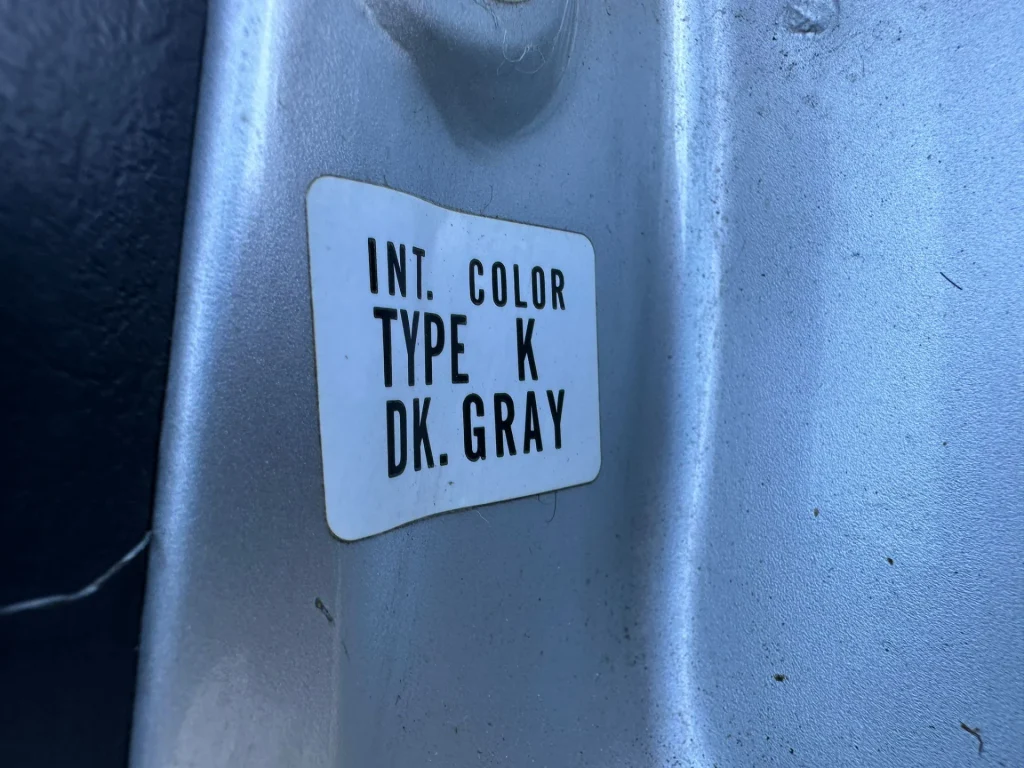 INT. COLOR
TYPE K
DK. GRAY